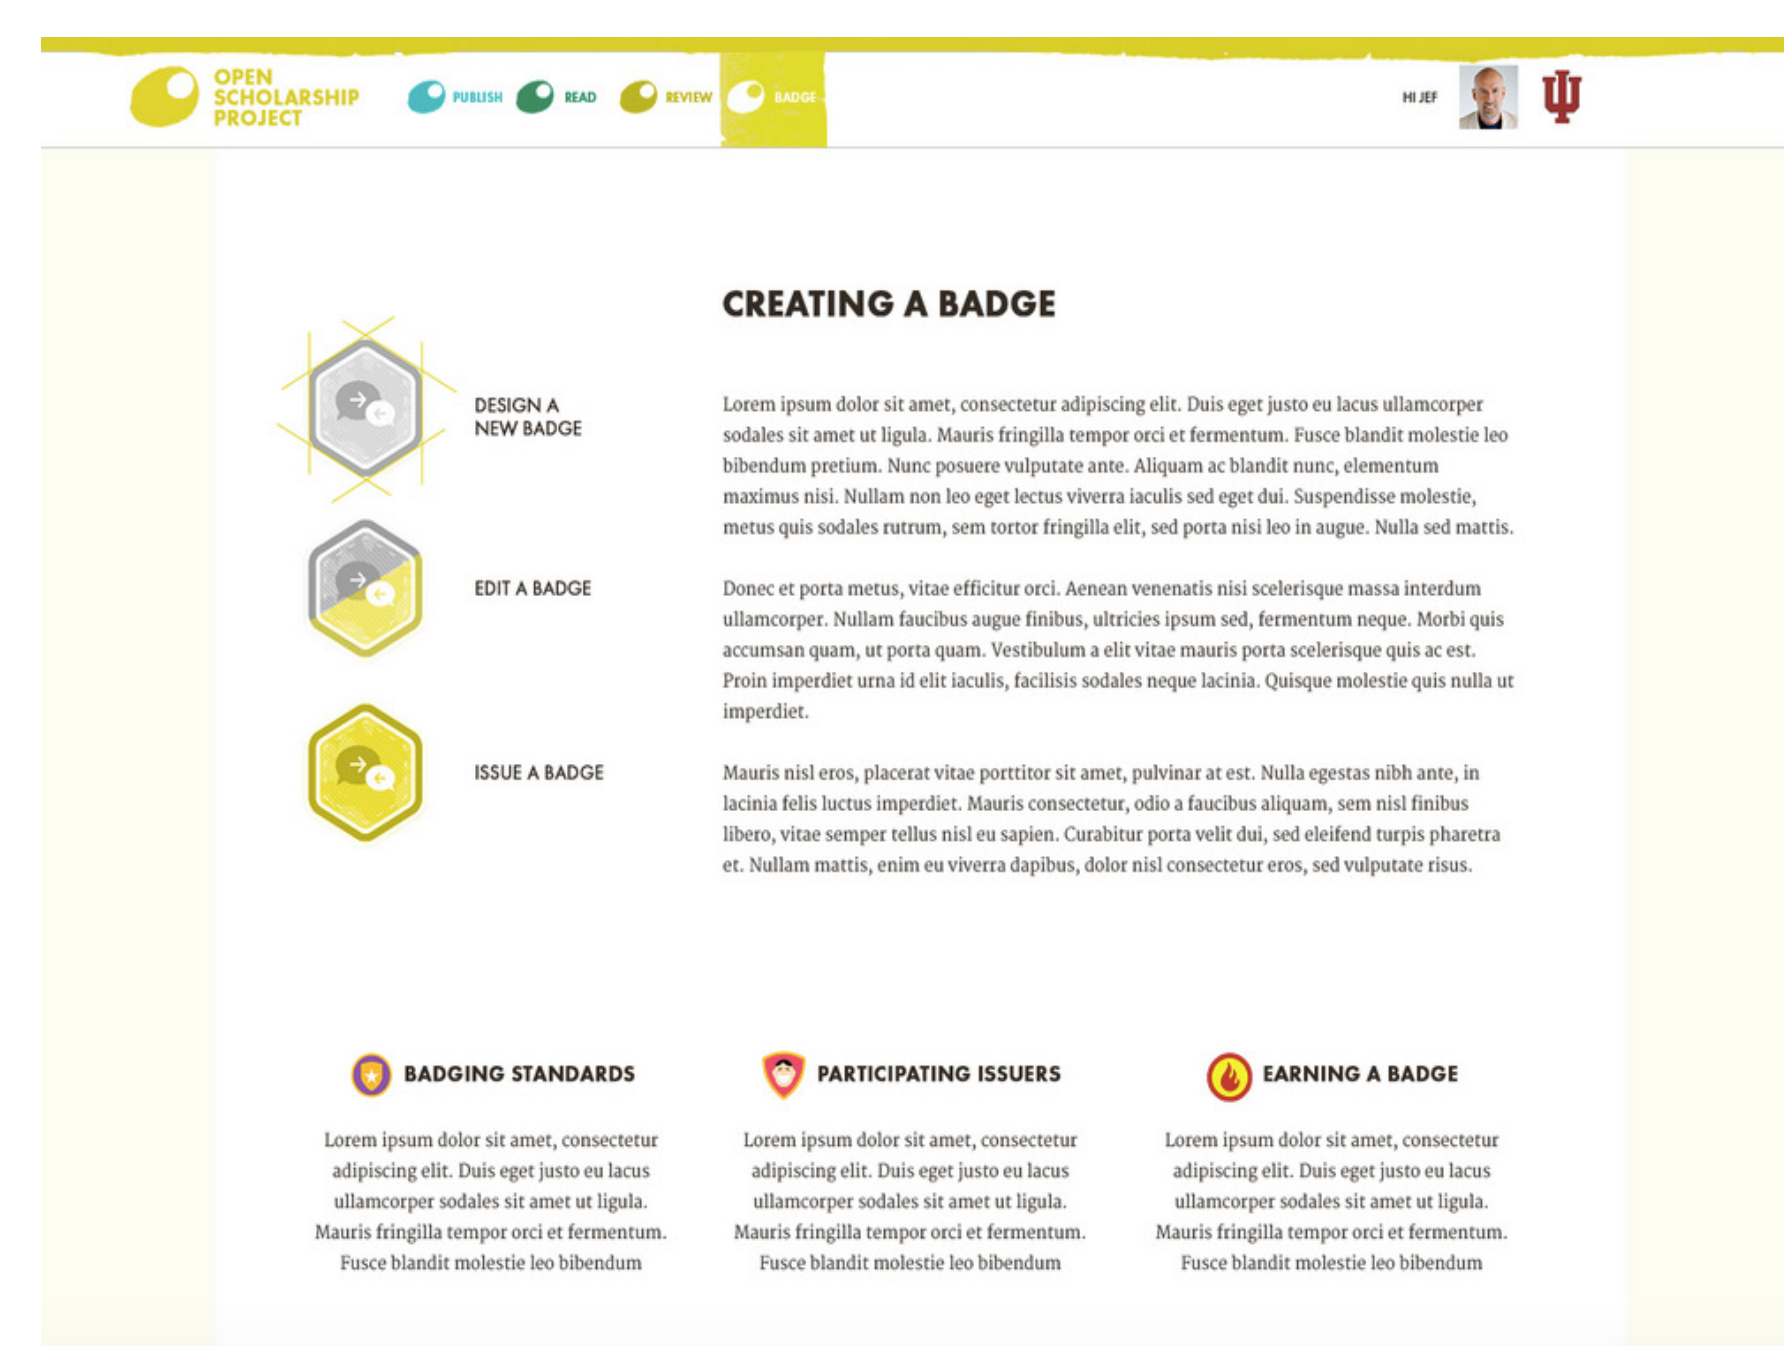 OPEN
SCHOLARSHIP
PROJECT
PUBLISH
READ
REVIEW
BADGE
HI JEF
CREATING A BADGE
DESIGN A
NEW BADGE
Lorem ipsum dolor sit amet, consectetur adipiscing elit. Duis eget justo eu lacus ullamcorper
sodales sit amet ut ligula. Mauris fringilla tempor orci et fermentum. Fusce blandit molestie leo
bibendum pretium. Nunc posuere vulputate ante. Aliquam ac blandit nunc, elementum
maximus nisi. Nullam non leo eget lectus viverra iaculis sed eget dui. Suspendisse molestie,
metus quis sodales rutrum, sem tortor fringilla elit, sed porta nisi leo in augue. Nulla sed mattis.
EDIT A BADGE
Donec et porta metus, vitae efficitur orci. Aenean venenatis nisi scelerisque massa interdum
ullamcorper. Nullam faucibus augue finibus, ultricies ipsum sed, fermentum neque. Morbi quis
accumsan quam, ut porta quam. Vestibulum a elit vitae mauris porta scelerisque quis ac est.
Proin imperdiet urna id elit iaculis, facilisis sodales neque lacinia. Quisque molestie quis nulla ut
imperdiet.
ISSUE A BADGE
Mauris nisl eros, placerat vitae porttitor sit amet, pulvinar at est. Nulla egestas nibh ante, in
lacinia felis luctus imperdiet. Mauris consectetur, odio a faucibus aliquam, sem nisl finibus
libero, vitae semper tellus nisl eu sapien. Curabitur porta velit dui, sed eleifend turpis pharetra
et. Nullam mattis, enim eu viverra dapibus, dolor nisl consectetur eros, sed vulputate risus.
BADGING STANDARDS
Lorem ipsum dolor sit amet, consectetur
adipiscing elit. Duis eget justo eu lacus
ullamcorper sodales sit amet ut ligula.
Mauris fringilla tempor orci et fermentum.
Fusce blandit molestie leo bibendum
PARTICIPATING ISSUERS
Lorem ipsum dolor sit amet, consectetur
adipiscing elit. Duis eget justo eu lacus
ullamcorper sodales sit amet ut ligula.
Mauris fringilla tempor orci et fermentum.
Fusce blandit molestie leo bibendum
EARNING A BADGE
Lorem ipsum dolor sit amet, consectetur
adipiscing elit. Duis eget justo eu lacus
ullamcorper sodales sit amet ut ligula.
Mauris fringilla tempor orci et fermentum.
Fusce blandit molestie leo bibendum